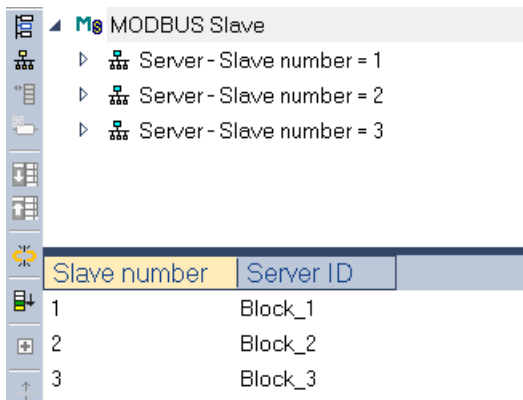 MODBUS Slave
Server - Slave number = 1
Server - Slave number = 2
Server - Slave number = 3
Slave number Server ID
1 Block_1
2 Block_2
3 Block_3